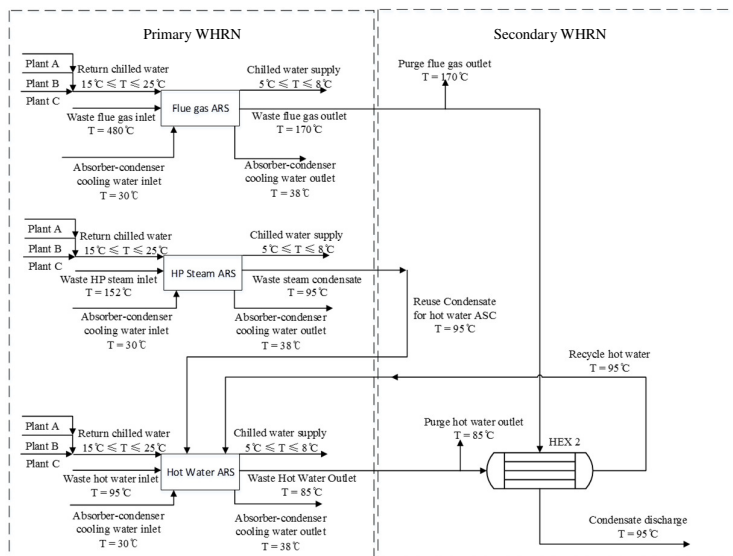 Primary WHRN
Secondary WHRN
Plant A
Plant B
Plant C
Return chilled water
15℃ ≤ T ≤ 25℃
Waste flue gas inlet
T = 480℃
Flue gas ARS
Chilled water supply
5℃ ≤ T ≤ 8℃
Waste flue gas outlet
T = 170℃
Absorber-condenser
cooling water inlet
T = 30℃
Absorber-condenser
cooling water outlet
T = 38℃
Purge flue gas outlet
T = 170℃
Plant A
Plant B
Plant C
Return chilled water
15℃ ≤ T ≤ 25℃
Waste HP steam inlet
T = 152℃
HP Steam ARS
Chilled water supply
5℃ ≤ T ≤ 8℃
Waste steam condensate
T = 95℃
Absorber-condenser
cooling water inlet
T = 30℃
Absorber-condenser
cooling water outlet
T = 38℃
Reuse Condensate
for hot water ASC
T = 95℃
Recycle hot water
T = 95℃
Plant A
Plant B
Plant C
Return chilled water
15℃ ≤ T ≤ 25℃
Waste hot water inlet
T = 95℃
Hot Water ARS
Chilled water supply
5℃ ≤ T ≤ 8℃
Waste Hot Water Outlet
T = 85℃
Absorber-condenser
cooling water inlet
T = 30℃
Absorber-condenser
cooling water outlet
T = 38℃
Purge hot water outlet
T = 85℃
HEX 2
Condensate discharge
T = 95℃